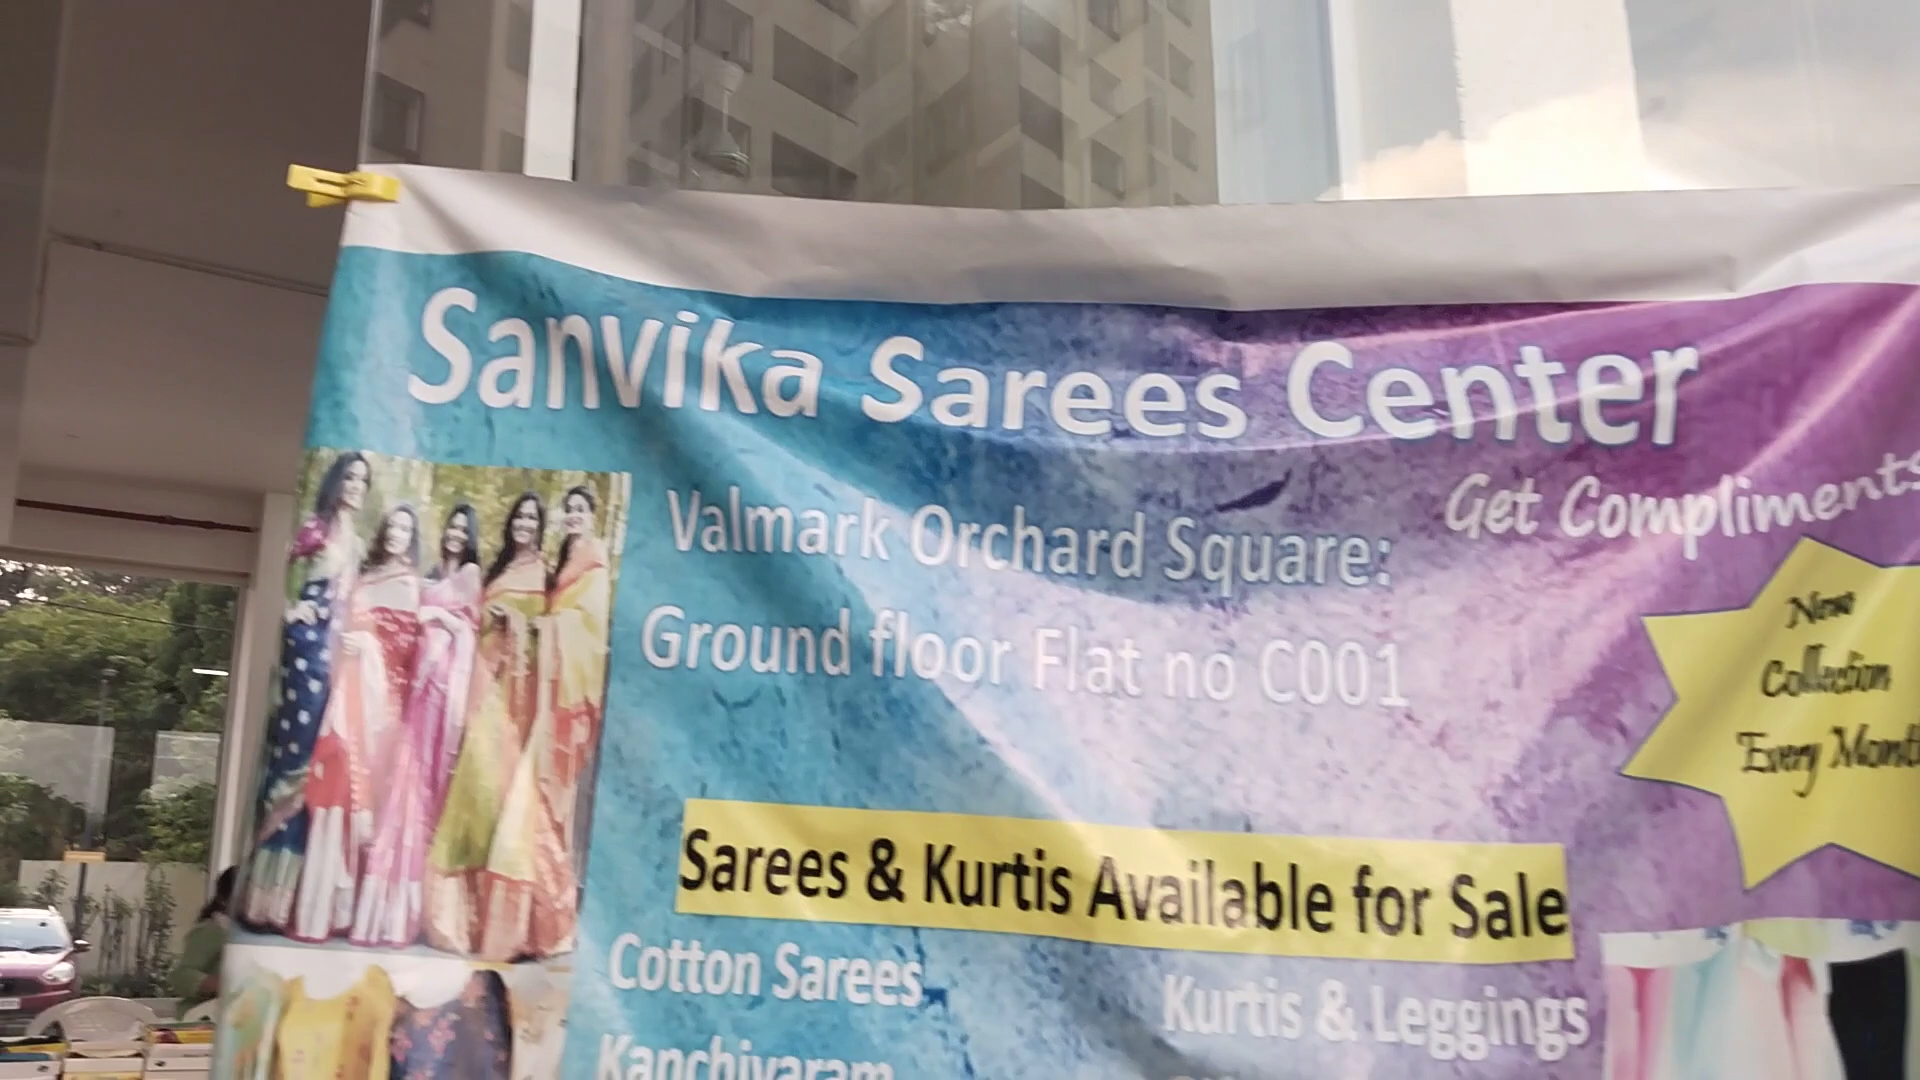 Sanvika Sarees Center
Get Compliments
Valmark Orchard Square:
Ground floor Flat no C001
New
Collection
Every
Sarees & Kurtis Available for Sale
Cotton Sarees
Kurtis & Leggings
Kanchivaram